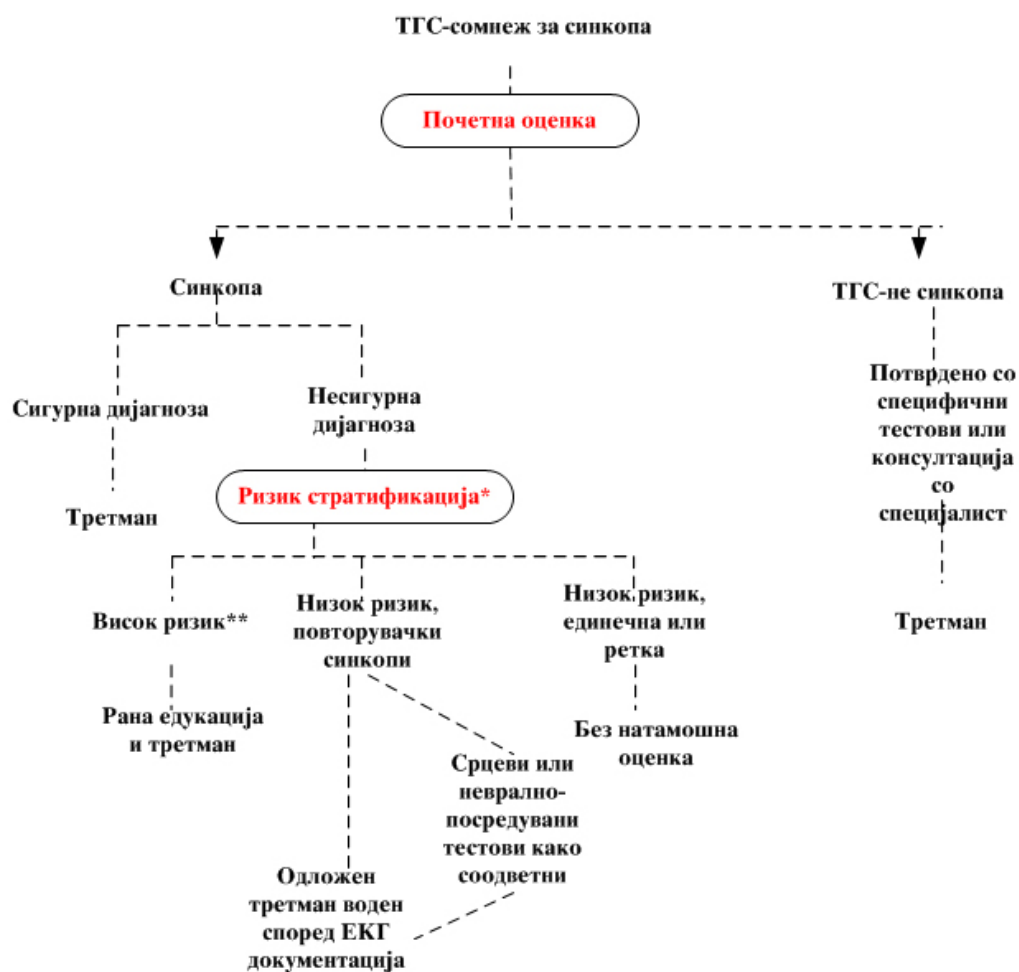 ТГС-сомнеж за синкопа
Почетна оценка
Синкопа
ТГС-не синкопа
Сигурна дијагноза
Несигурна
дијагноза
Потврдено со
специфични
тестови или
консултација
со
специјалист
Третман
Ризик стратификација*
Висок ризик**
Низок ризик,
повторувачки
синкопи
Низок ризик,
единечна или
ретка
Третман
Рана едукација
и третман
Без натамошна
оценка
Срцеви или
неврално-
посредувани
тестови како
соодветни
Одложен
третман воден
според ЕКГ
документација